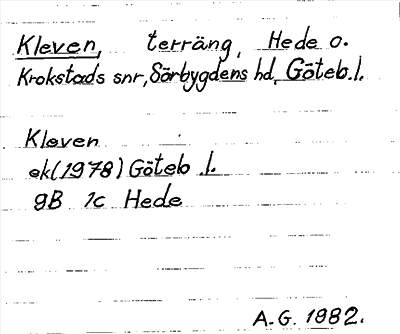 Kleven, terräng, Hede o.
Krokstads snr, Sörbygdens hd, Göteb. l.
Kleven
ek (1978) Göteb l.
9B 1c Hede
A.G. 1982.